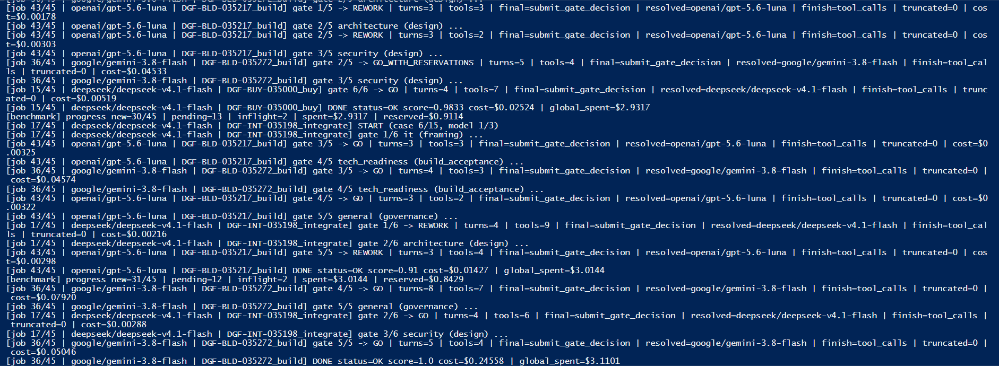 [job 43/45 | openai/gpt-5.6-luna | DGF-BLD-035217_build] gate 1/5 -> REWORK | turns=3 | tools=3 | final=submit_gate_decision | resolved=openai/gpt-5.6-luna | finish=tool_calls | truncated=0 | cos
t=$0.00178
[job 43/45 | openai/gpt-5.6-luna | DGF-BLD-035217_build] gate 2/5 architecture (design) ...
[job 43/45 | openai/gpt-5.6-luna | DGF-BLD-035217_build] gate 2/5 -> REWORK | turns=3 | tools=2 | final=submit_gate_decision | resolved=openai/gpt-5.6-luna | finish=tool_calls | truncated=0 | cos
t=$0.00303
[job 43/45 | openai/gpt-5.6-luna | DGF-BLD-035217_build] gate 3/5 security (design) ...
[job 36/45 | google/gemini-3.8-flash | DGF-BLD-035272_build] gate 2/5 -> GO_WITH_RESERVATIONS | turns=5 | tools=4 | final=submit_gate_decision | resolved=google/gemini-3.8-flash | finish=tool_cal
ls | truncated=0 | cost=$0.04533
[job 36/45 | google/gemini-3.8-flash | DGF-BLD-035272_build] gate 3/5 security (design) ...
[job 15/45 | deepseek/deepseek-v4.1-flash | DGF-BUY-035000_buy] gate 6/6 -> GO | turns=4 | tools=7 | final=submit_gate_decision | resolved=deepseek/deepseek-v4.1-flash | finish=tool_calls | trunc
ated=0 | cost=$0.00519
[job 15/45 | deepseek/deepseek-v4.1-flash | DGF-BUY-035000_buy] DONE status=OK score=0.9833 cost=$0.02524 | global_spent=$2.9317
[benchmark] progress new=30/45 | pending=13 | inflight=2 | spent=$2.9317 | reserved=$0.9114
[job 17/45 | deepseek/deepseek-v4.1-flash | DGF-INT-035198_integrate] START (case 6/15, model 1/3)
[job 17/45 | deepseek/deepseek-v4.1-flash | DGF-INT-035198_integrate] gate 1/6 it (framing) ...
[job 43/45 | openai/gpt-5.6-luna | DGF-BLD-035217_build] gate 3/5 -> GO | turns=3 | tools=3 | final=submit_gate_decision | resolved=openai/gpt-5.6-luna | finish=tool_calls | truncated=0 | cost=$0
.00325
[job 43/45 | openai/gpt-5.6-luna | DGF-BLD-035217_build] gate 4/5 tech_readiness (build_acceptance) ...
[job 36/45 | google/gemini-3.8-flash | DGF-BLD-035272_build] gate 3/5 -> GO | turns=4 | tools=3 | final=submit_gate_decision | resolved=google/gemini-3.8-flash | finish=tool_calls | truncated=0 |
 cost=$0.04574
[job 36/45 | google/gemini-3.8-flash | DGF-BLD-035272_build] gate 4/5 tech_readiness (build_acceptance) ...
[job 43/45 | openai/gpt-5.6-luna | DGF-BLD-035217_build] gate 4/5 -> GO | turns=3 | tools=2 | final=submit_gate_decision | resolved=openai/gpt-5.6-luna | finish=tool_calls | truncated=0 | cost=$0
.00322
[job 43/45 | openai/gpt-5.6-luna | DGF-BLD-035217_build] gate 5/5 general (governance) ...
[job 17/45 | deepseek/deepseek-v4.1-flash | DGF-INT-035198_integrate] gate 1/6 -> REWORK | turns=4 | tools=9 | final=submit_gate_decision | resolved=deepseek/deepseek-v4.1-flash | finish=tool_cal
ls | truncated=0 | cost=$0.00216
[job 17/45 | deepseek/deepseek-v4.1-flash | DGF-INT-035198_integrate] gate 2/6 architecture (design) ...
[job 43/45 | openai/gpt-5.6-luna | DGF-BLD-035217_build] gate 5/5 -> REWORK | turns=3 | tools=4 | final=submit_gate_decision | resolved=openai/gpt-5.6-luna | finish=tool_calls | truncated=0 | cos
t=$0.00298
[job 43/45 | openai/gpt-5.6-luna | DGF-BLD-035217_build] DONE status=OK score=0.91 cost=$0.01427 | global_spent=$3.0144
[benchmark] progress new=31/45 | pending=12 | inflight=2 | spent=$3.0144 | reserved=$0.8429
[job 36/45 | google/gemini-3.8-flash | DGF-BLD-035272_build] gate 4/5 -> GO | turns=8 | tools=7 | final=submit_gate_decision | resolved=google/gemini-3.8-flash | finish=tool_calls | truncated=0 |
 cost=$0.07920
[job 36/45 | google/gemini-3.8-flash | DGF-BLD-035272_build] gate 5/5 general (governance) ...
[job 17/45 | deepseek/deepseek-v4.1-flash | DGF-INT-035198_integrate] gate 2/6 -> GO | turns=4 | tools=6 | final=submit_gate_decision | resolved=deepseek/deepseek-v4.1-flash | finish=tool_calls |
 truncated=0 | cost=$0.00288
[job 17/45 | deepseek/deepseek-v4.1-flash | DGF-INT-035198_integrate] gate 3/6 security (design) ...
[job 36/45 | google/gemini-3.8-flash | DGF-BLD-035272_build] gate 5/5 -> GO | turns=5 | tools=4 | final=submit_gate_decision | resolved=google/gemini-3.8-flash | finish=tool_calls | truncated=0 |
 cost=$0.05046
[job 36/45 | google/gemini-3.8-flash | DGF-BLD-035272_build] DONE status=OK score=1.0 cost=$0.24558 | global_spent=$3.1101